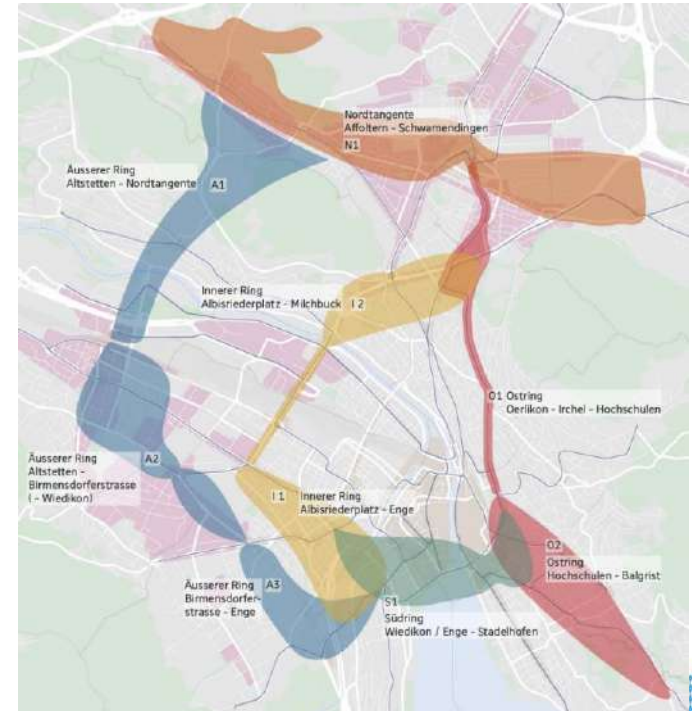 Nordtangente
Affoltern - Schwamendingen
N1
Äusserer Ring
Altstetten - Nordtangente
A1
Innerer Ring
Albisriederplatz - Milchbuck
I 2
O1 Ostring
Oerlikon - Irchel - Hochschulen
Äusserer Ring
Altstetten -
Birmensdorferstrasse
( - Wiedikon)
A2
I 1
Innerer Ring
Albisriederplatz - Enge
O2
Ostring
Hochschulen - Balgrist
Äusserer Ring
Birmensdorfer-
strasse - Enge
A3
S1
Südring
Wiedikon / Enge - Stadelhofen